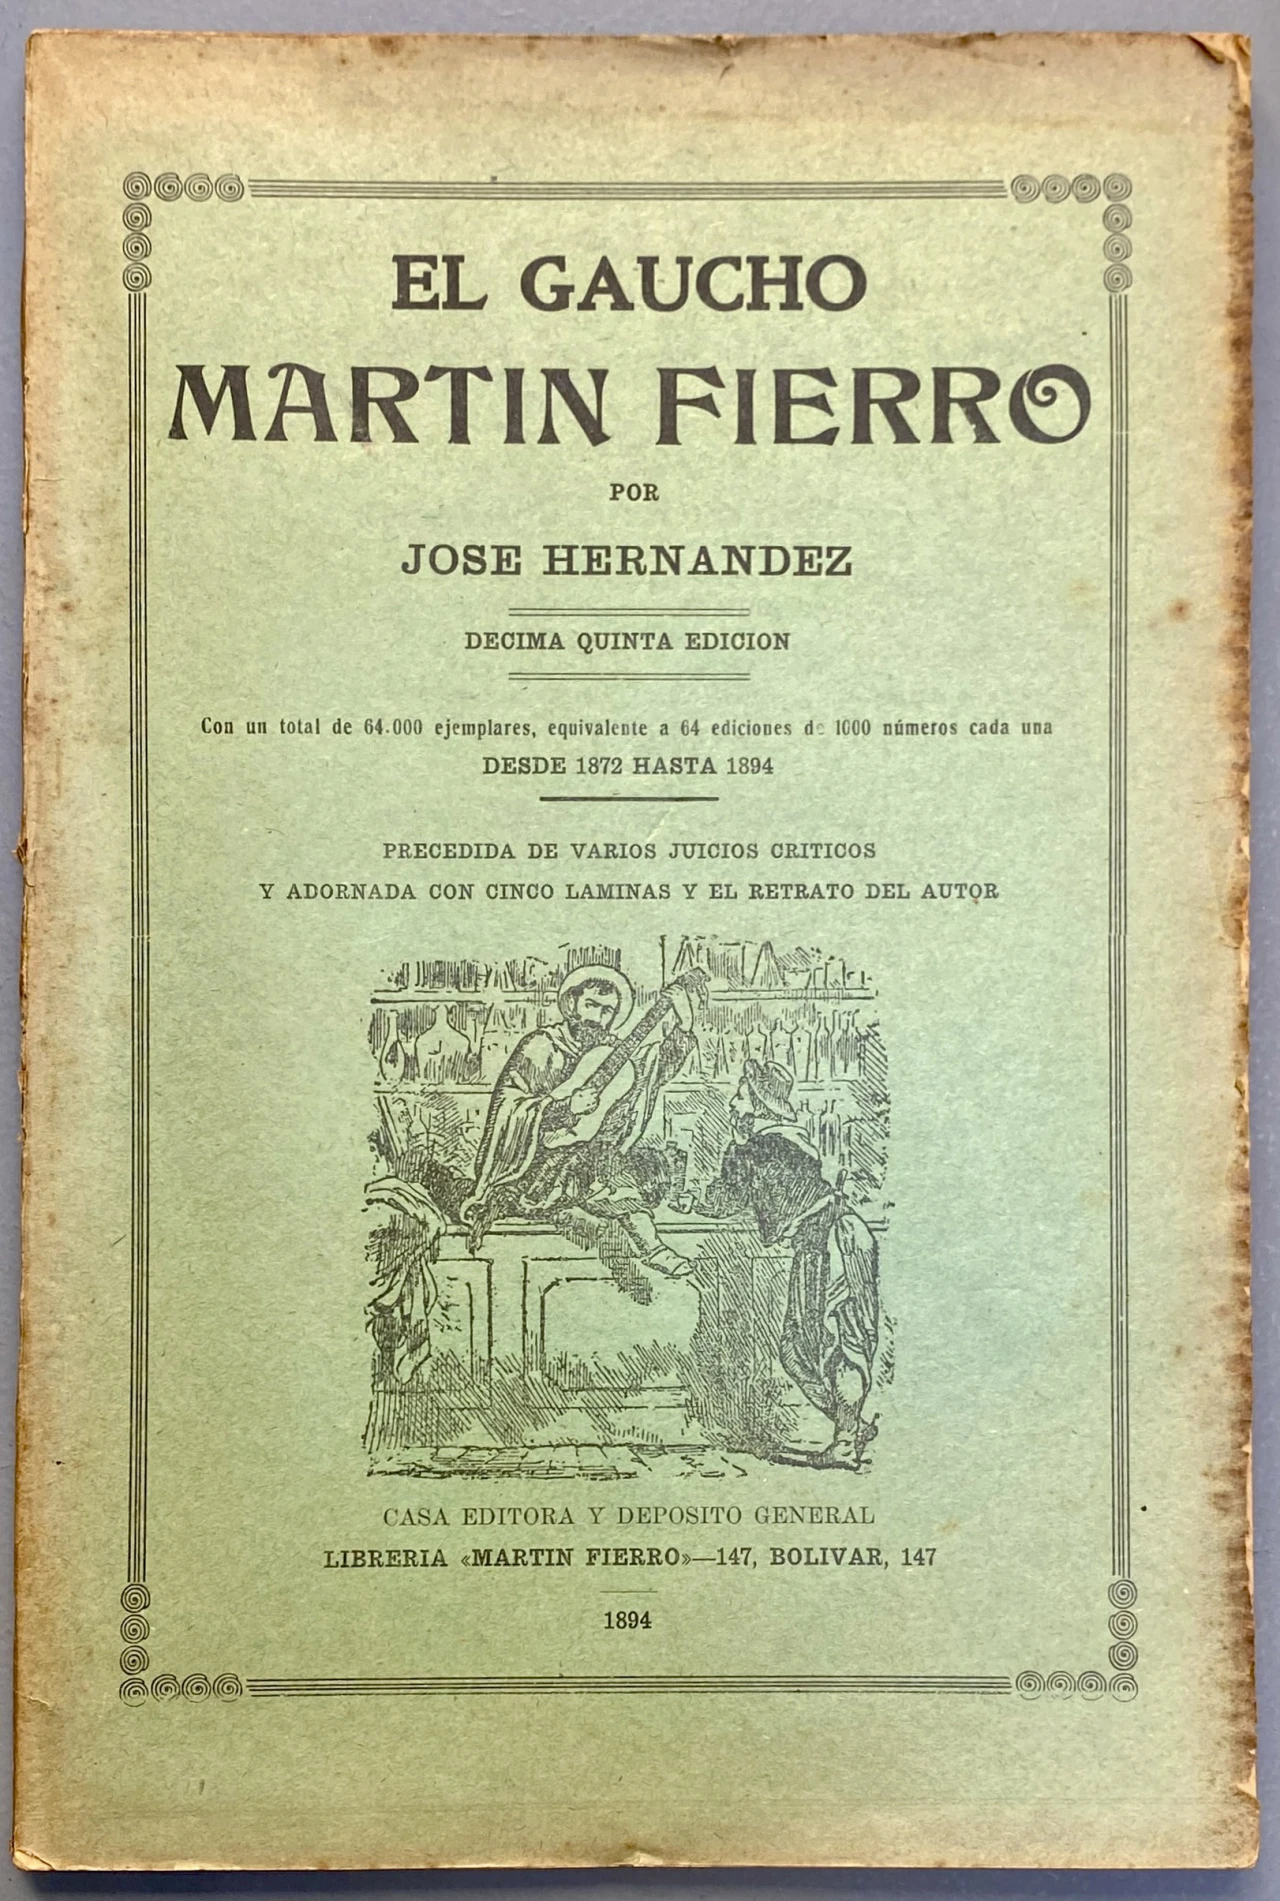 EL GAUCHO
MARTIN FIERRO
POR
JOSE HERNANDEZ
DECIMA QUINTA EDICION
Con un total de 64.000 ejemplares, equivalente a 64 ediciones de 1000 números cada una
DESDE 1872 HASTA 1894
PRECEDIDA DE VARIOS JUICIOS CRITICOS
Y ADORNADA CON CINCO LAMINAS Y EL RETRATO DEL AUTOR
CASA EDITORA Y DEPOSITO GENERAL
LIBRERIA «MARTIN FIERRO»—147, BOLIVAR, 147
1894